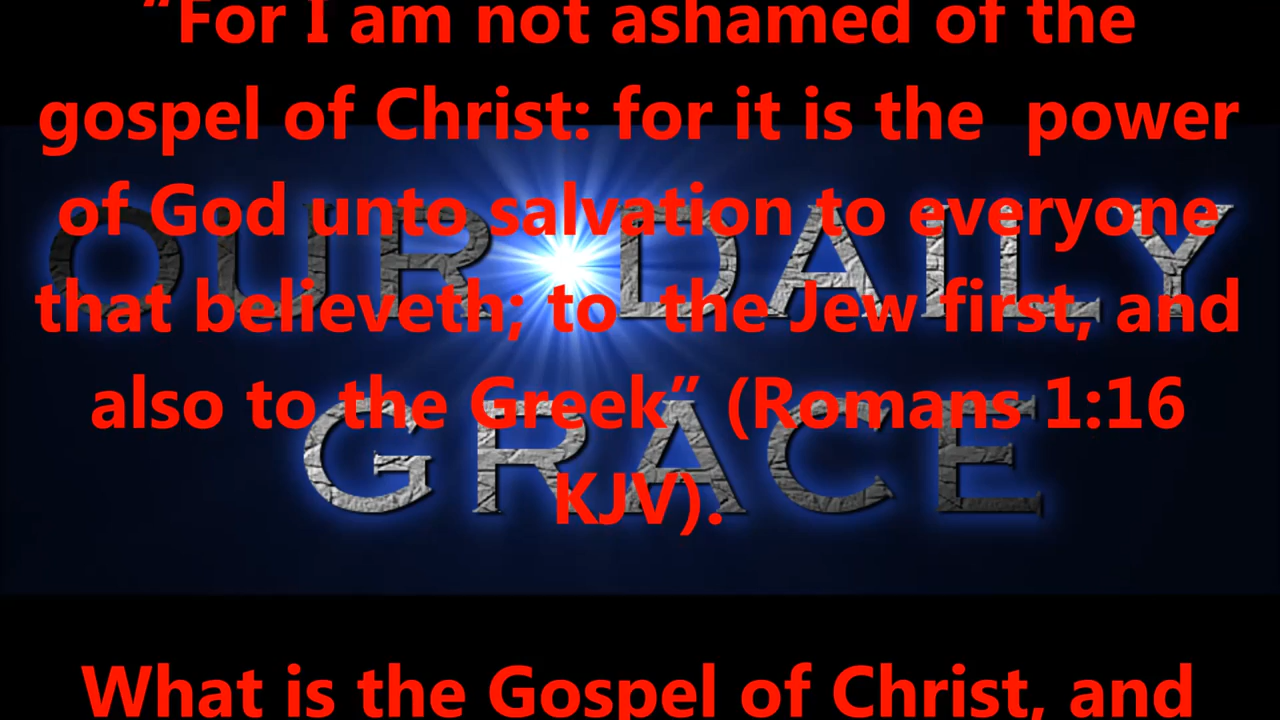 “For I am not ashamed of the
gospel of Christ: for it is the  power
of God unto salvation to everyone
that believeth; to  the Jew first, and
also to the Greek” (Romans 1:16
KJV).
What is the Gospel of Christ, and
OUR DAILY
GRACE